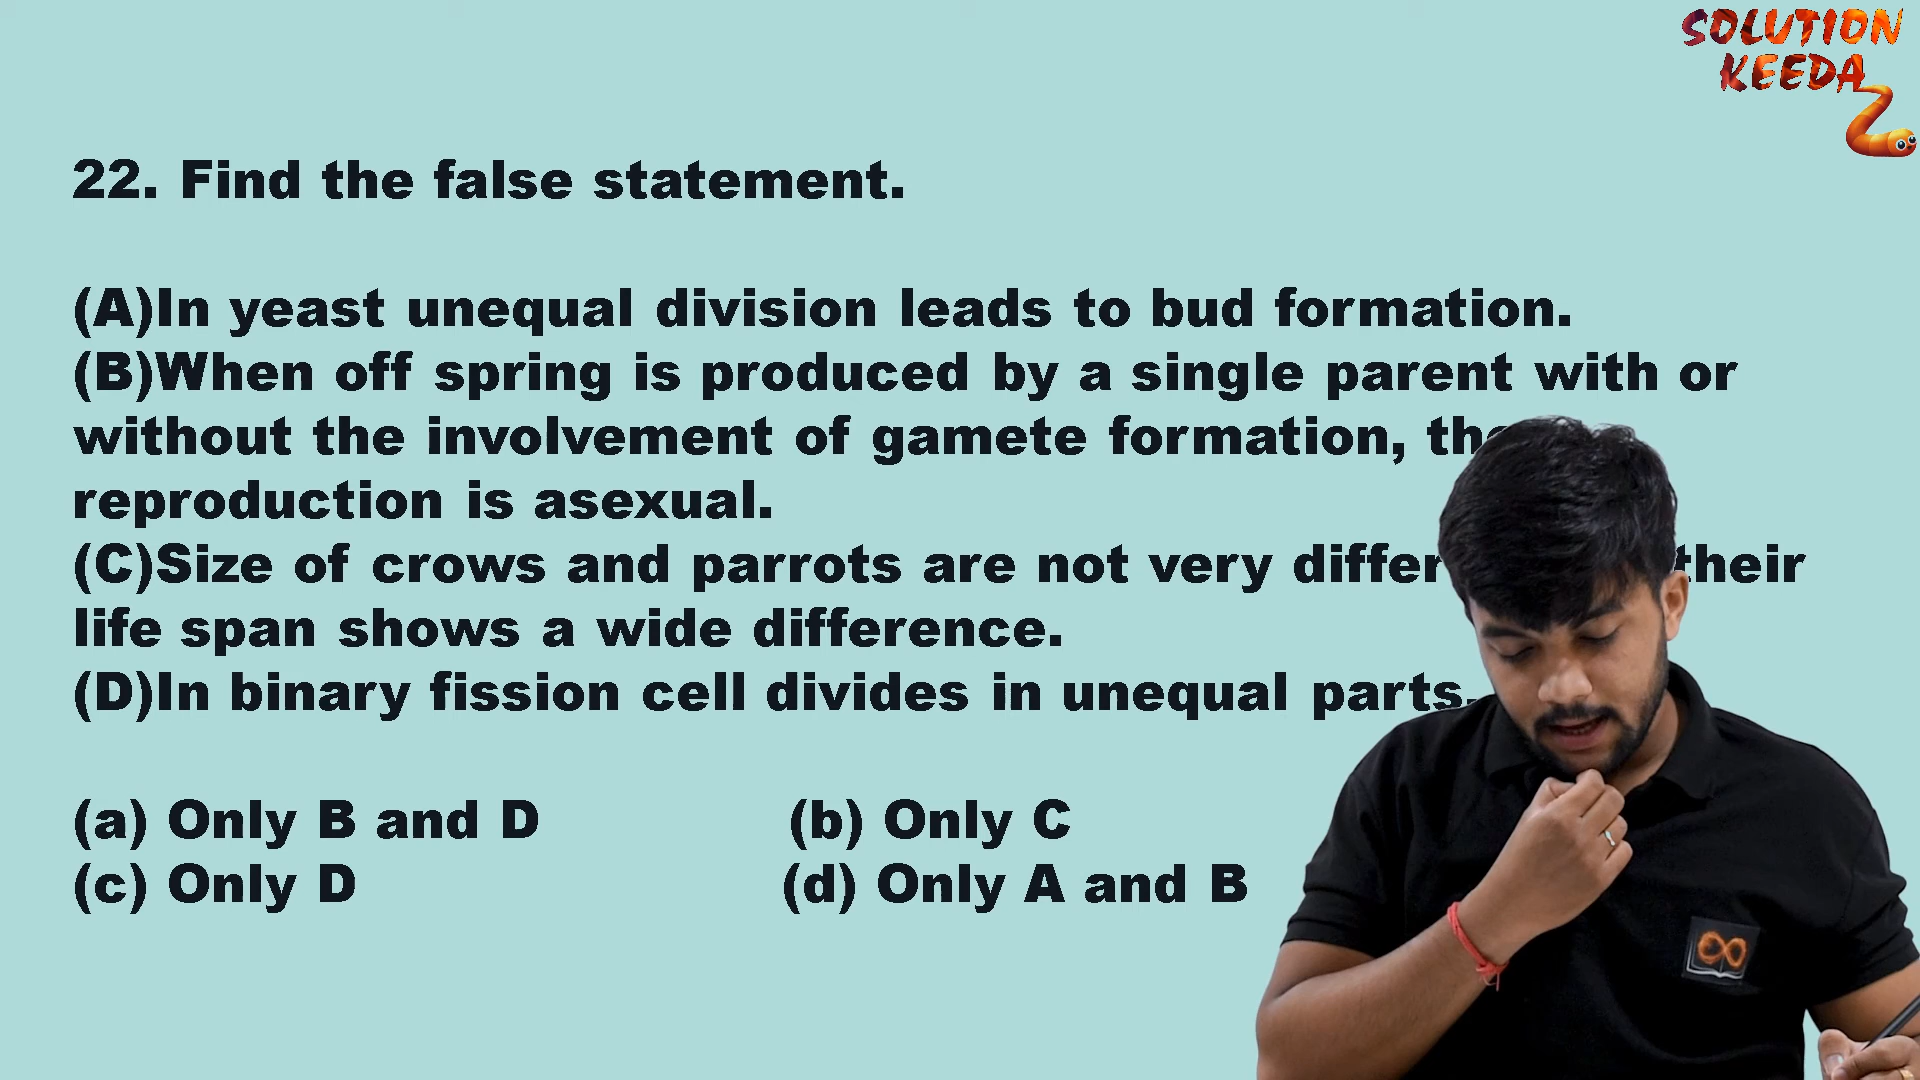 SOLUTION
KEEDA
22. Find the false statement.
(A)In yeast unequal division leads to bud formation.
(B)When off spring is produced by a single parent with or
without the involvement of gamete formation,
reproduction is asexual.
(C)Size of crows and parrots are not very their
life span shows a wide difference.
(D)In binary fission cell divides in unequal parts.
(a) Only B and D (b) Only C
(c) Only D (d) Only A and B